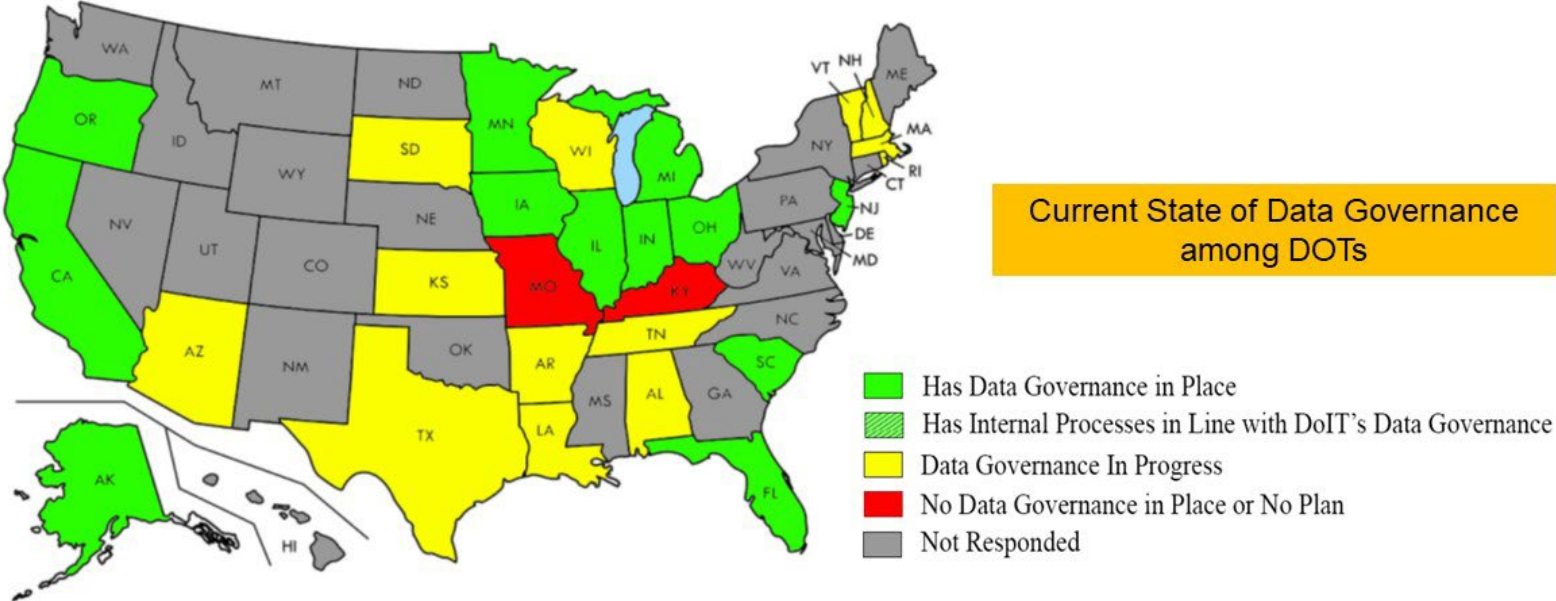 WA
MT
ND
MN
OR
ID
SD
WI
MI
WY
NE
IA
NV
UT
CO
CA
KS
MO
IL
IN
OH
KY
WV
VA
PA
NY
VT
NH
ME
MA
RI
CT
NJ
DE
MD
AZ
NM
OK
AR
TN
NC
SC
TX
LA
MS
AL
GA
FL
AK
HI
Current State of Data Governance
among DOTs
Has Data Governance in Place
Has Internal Processes in Line with DoIT's Data Governance
Data Governance In Progress
No Data Governance in Place or No Plan
Not Responded